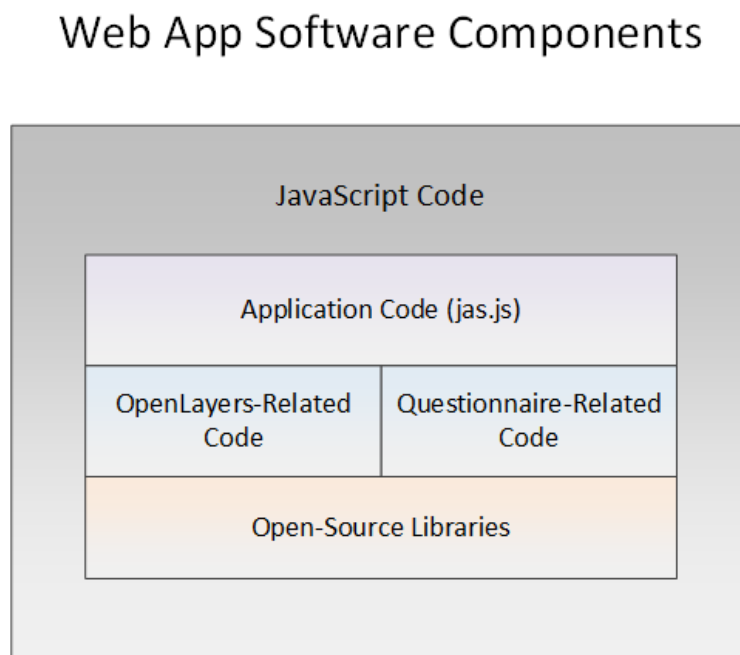 Web App Software Components
JavaScript Code
Application Code (jas.js)
OpenLayers-Related
Code
Questionnaire-Related
Code
Open-Source Libraries